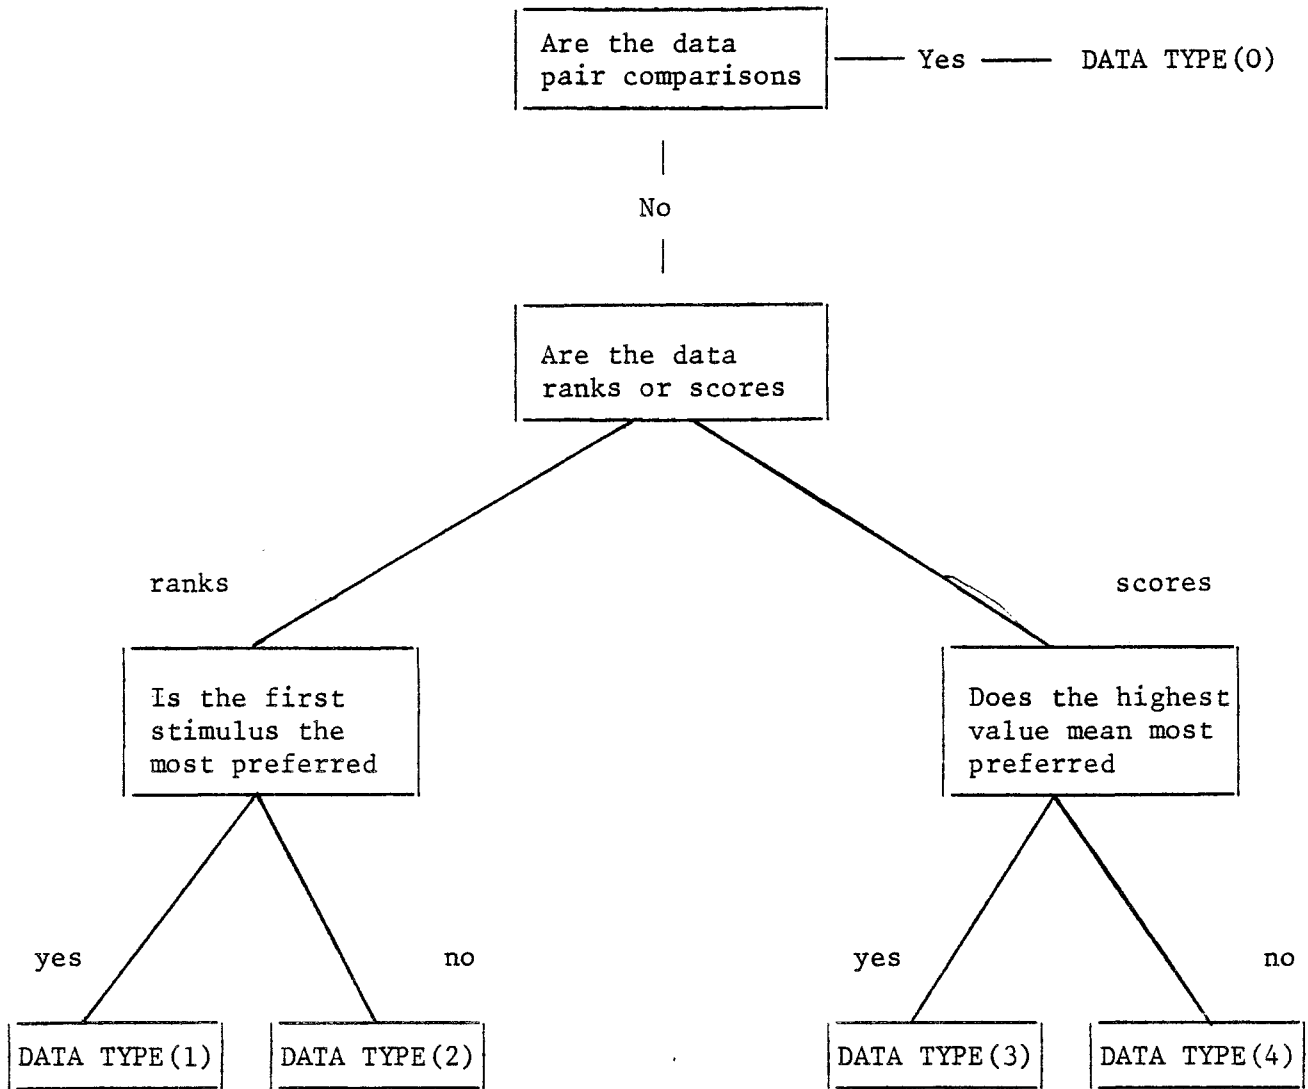 Are the data
pair comparisons
Yes
DATA TYPE(0)
No
Are the data
ranks or scores
ranks
scores
Is the first
stimulus the
most preferred
Does the highest
value mean most
preferred
yes
no
yes
no
DATA TYPE(1)
DATA TYPE(2)
DATA TYPE(3)
DATA TYPE(4)